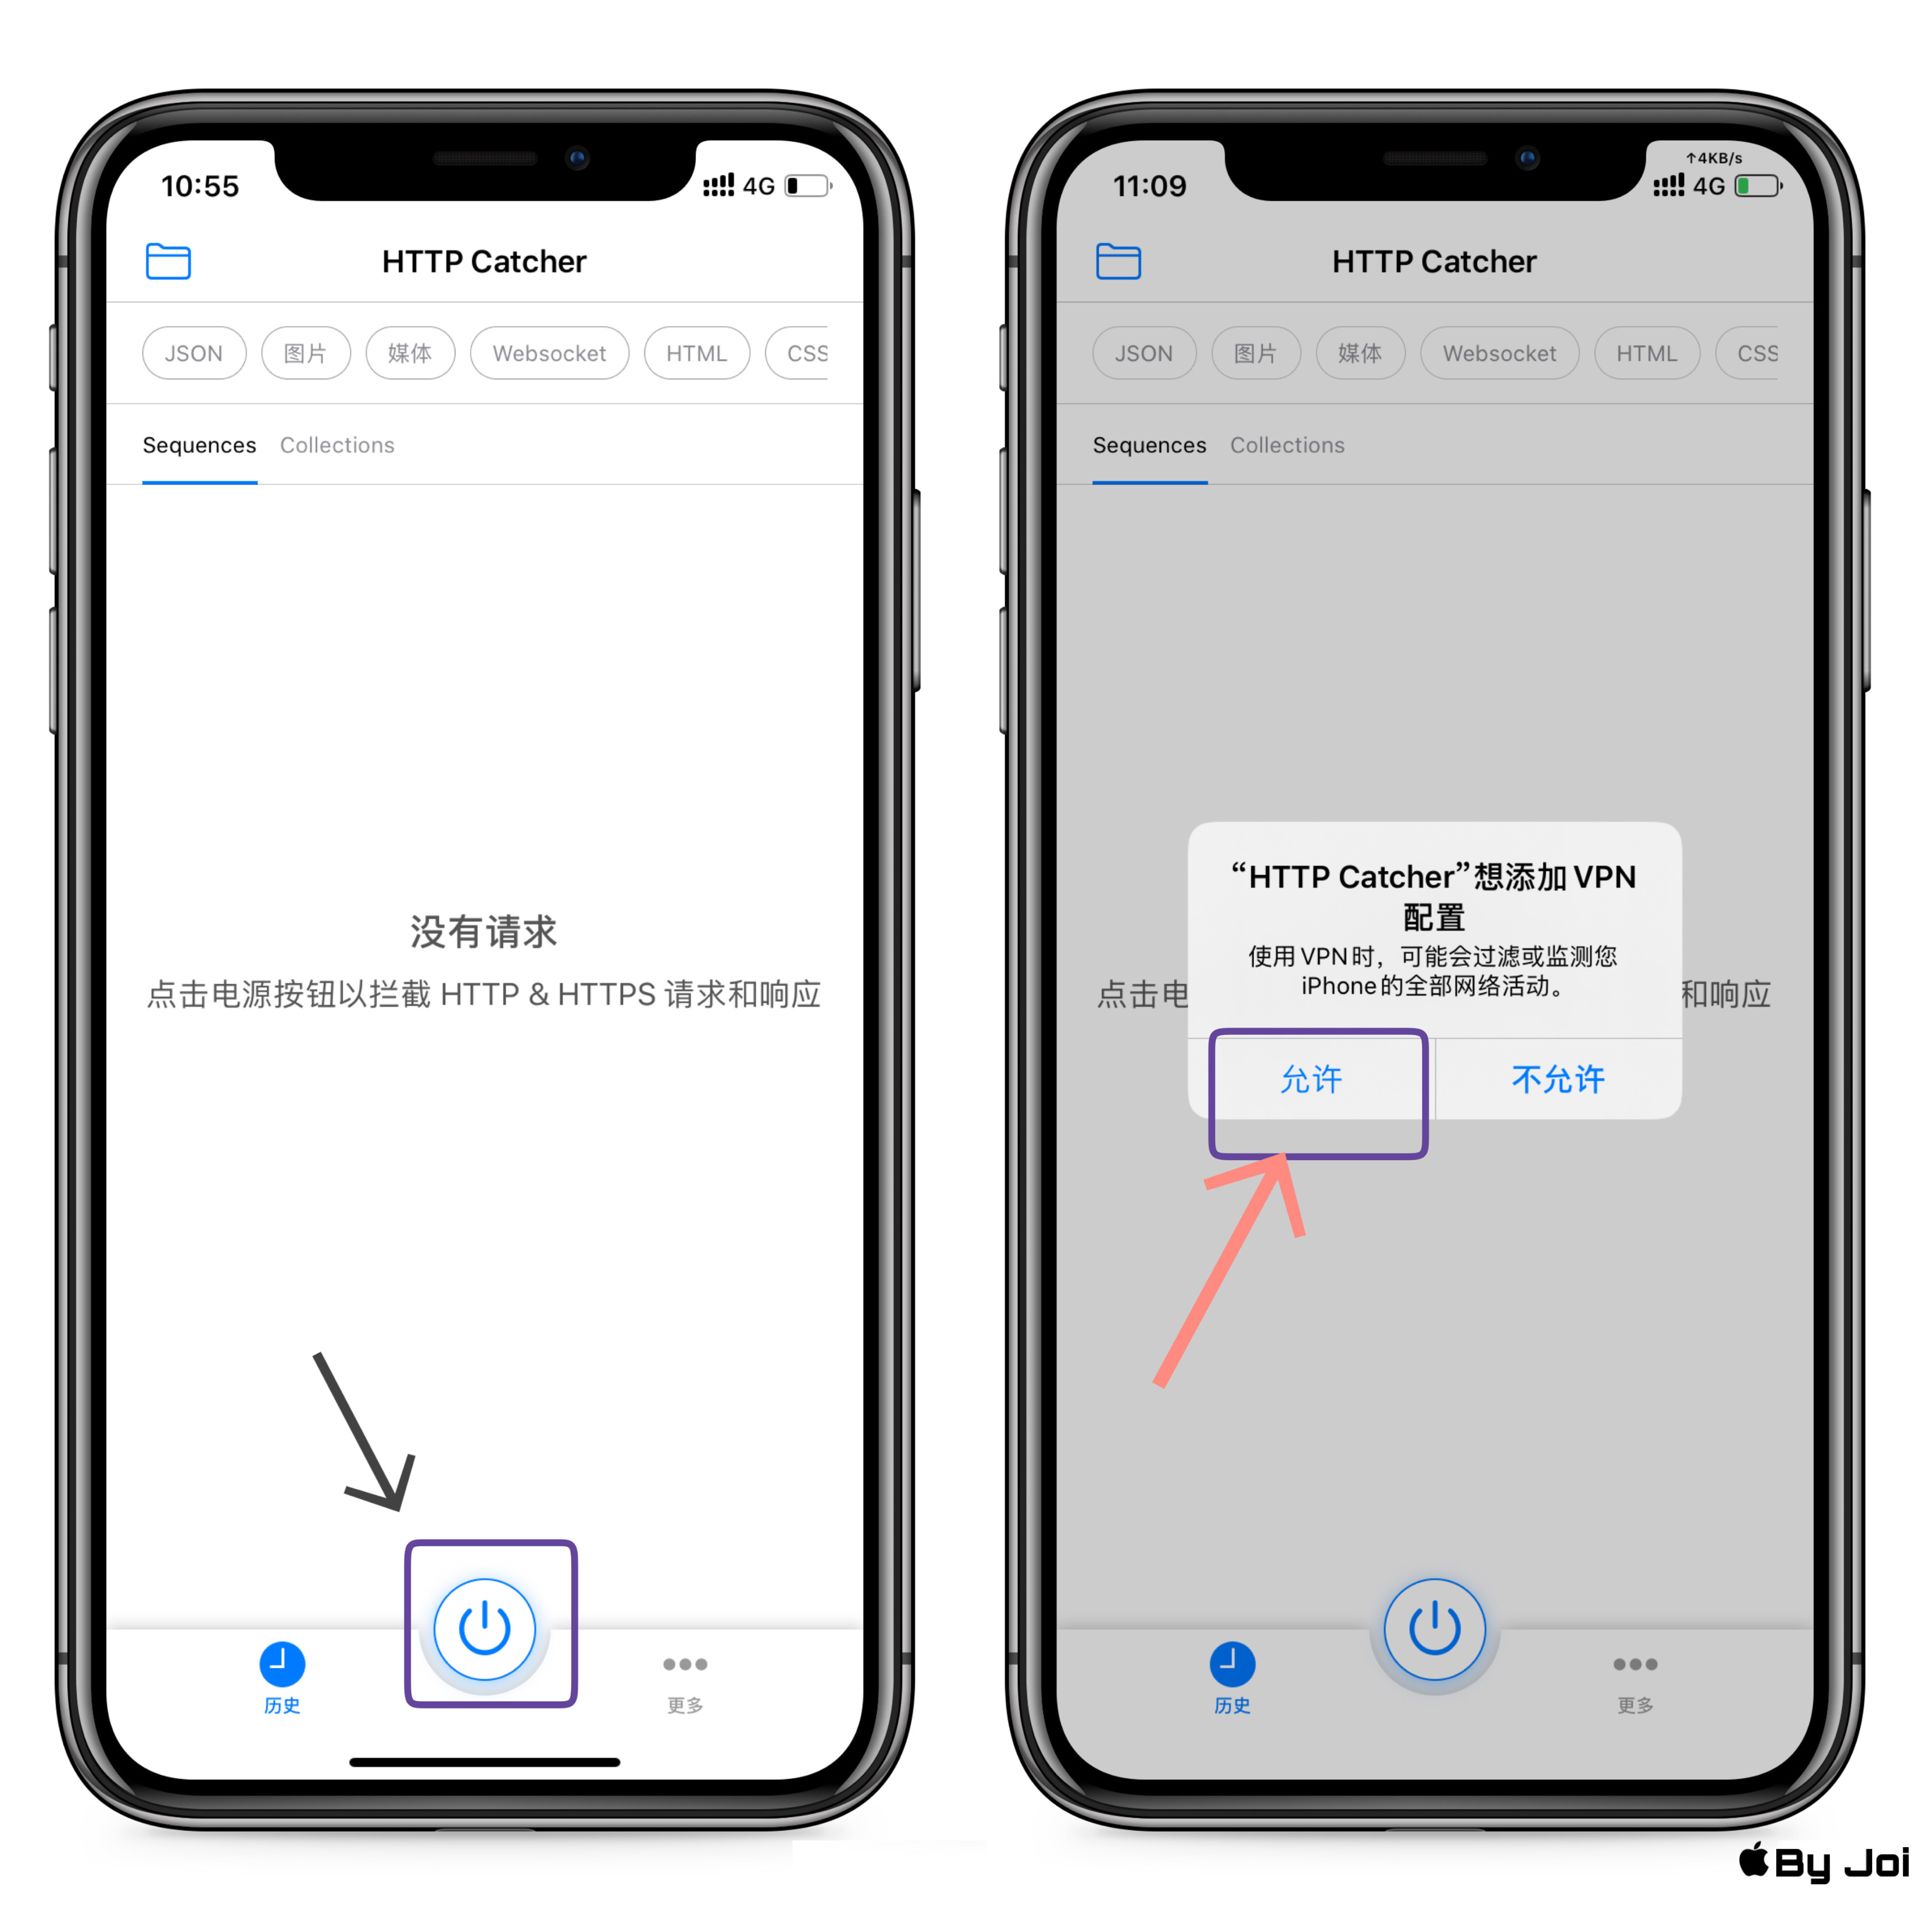 10:55
4G
HTTP Catcher
JSON 图片 媒体 Websocket HTML CSS
Sequences Collections
没有请求
点击电源按钮以拦截 HTTP & HTTPS 请求和响应
历史
更多
11:09
↑4KB/s
4G
HTTP Catcher
JSON 图片 媒体 Websocket HTML CSS
Sequences Collections
“HTTP Catcher”想添加 VPN
配置
使用 VPN 时，可能会过滤或监测您
iPhone 的全部网络活动。
点击电
和响应
允许 不允许
历史
更多
By Joi